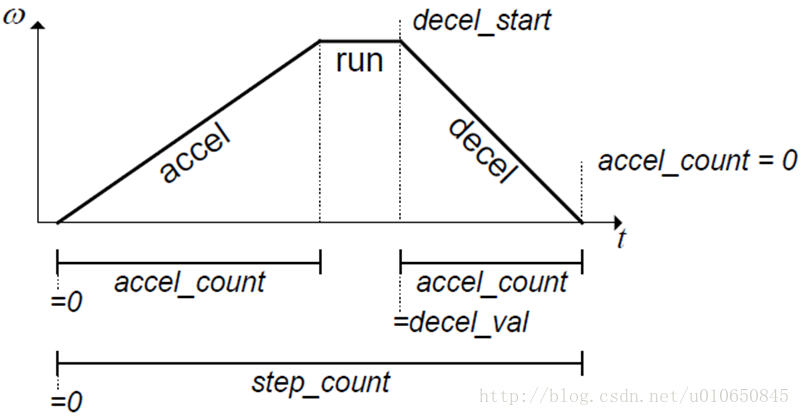 ω
decel_start
run
accel
decel
accel_count = 0
t
accel_count
accel_count
=0
=decel_val
step_count
=0
http://blog.csdn.net/u010650845